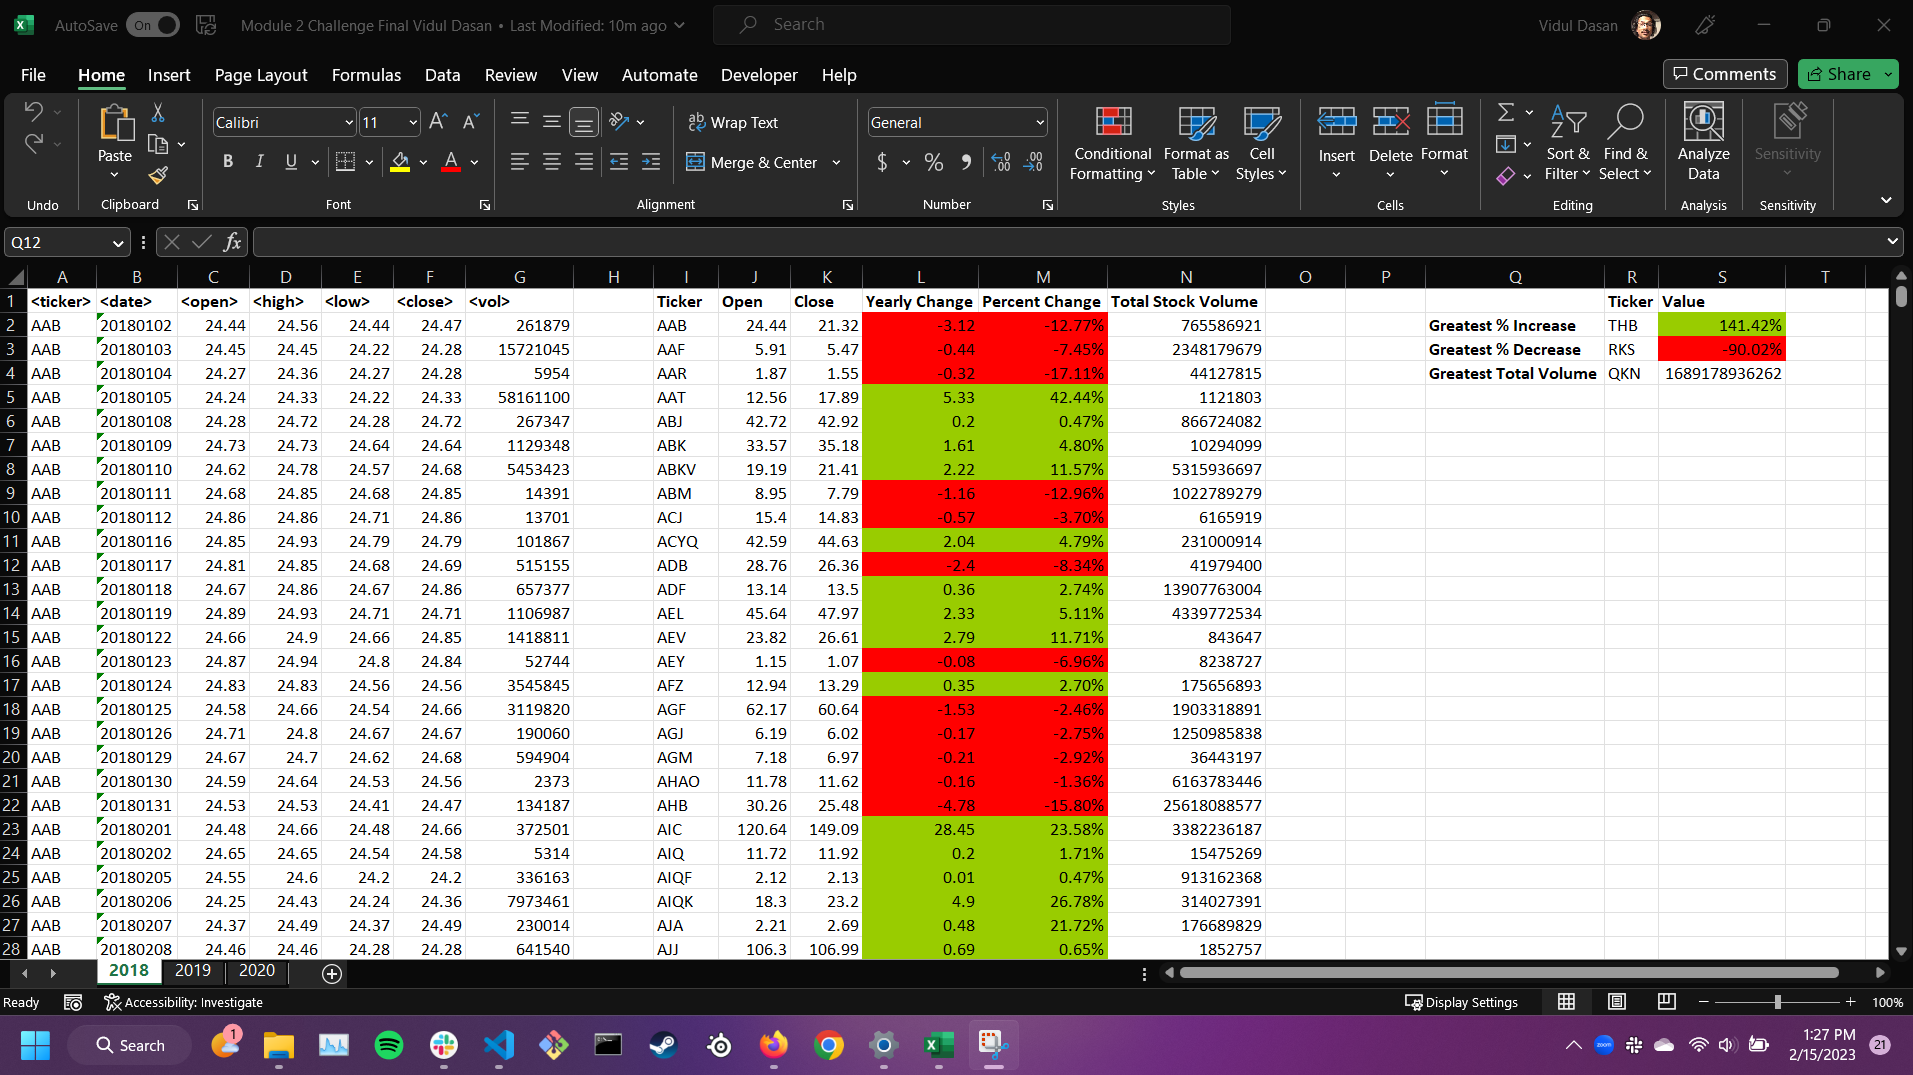 AutoSave On Module 2 Challenge Final Vidul Dasan • Last Modified: 10m ago Search Vidul Dasan
File Home Insert Page Layout Formulas Data Review View Automate Developer Help Comments Share
Calibri 11 Wrap Text General
Paste B I U Merge & Center $ % Conditional Formatting Format as Table Cell Styles Insert Delete Format Sort & Filter Find & Select Analyze Data Sensitivity
Undo Clipboard Font Alignment Number Styles Cells Editing Analysis Sensitivity
Q12 fx
A B C D E F G H I J K L M N O P Q R S T
1 <ticker> <date> <open> <high> <low> <close> <vol> Ticker Open Close Yearly Change Percent Change Total Stock Volume Ticker Value
2 AAB 20180102 24.44 24.56 24.44 24.47 261879 AAB 24.44 21.32 -3.12 -12.77% 765586921 Greatest % Increase THB 141.42%
3 AAB 20180103 24.45 24.45 24.22 24.28 15721045 AAF 5.91 5.47 -0.44 -7.45% 2348179679 Greatest % Decrease RKS -90.02%
4 AAB 20180104 24.27 24.36 24.27 24.28 5954 AAR 1.87 1.55 -0.32 -17.11% 44127815 Greatest Total Volume QKN 1689178936262
5 AAB 20180105 24.24 24.33 24.22 24.33 58161100 AAT 12.56 17.89 5.33 42.44% 1121803
6 AAB 20180108 24.28 24.72 24.28 24.72 267347 ABJ 42.72 42.92 0.2 0.47% 866724082
7 AAB 20180109 24.73 24.73 24.64 24.64 1129348 ABK 33.57 35.18 1.61 4.80% 10294099
8 AAB 20180110 24.62 24.78 24.57 24.68 5453423 ABKV 19.19 21.41 2.22 11.57% 5315936697
9 AAB 20180111 24.68 24.85 24.68 24.85 14391 ABM 8.95 7.79 -1.16 -12.96% 1022789279
10 AAB 20180112 24.86 24.86 24.71 24.86 13701 ACJ 15.4 14.83 -0.57 -3.70% 6165919
11 AAB 20180116 24.85 24.93 24.79 24.79 101867 ACYQ 42.59 44.63 2.04 4.79% 231000914
12 AAB 20180117 24.81 24.85 24.68 24.69 515155 ADB 28.76 26.36 -2.4 -8.34% 41979400
13 AAB 20180118 24.67 24.86 24.67 24.86 657377 ADF 13.14 13.5 0.36 2.74% 13907763004
14 AAB 20180119 24.89 24.93 24.71 24.71 1106987 AEL 45.64 47.97 2.33 5.11% 4339772534
15 AAB 20180122 24.66 24.9 24.66 24.85 1418811 AEV 23.82 26.61 2.79 11.71% 843647
16 AAB 20180123 24.87 24.94 24.8 24.84 52744 AEY 1.15 1.07 -0.08 -6.96% 8238727
17 AAB 20180124 24.83 24.83 24.56 24.56 3545845 AFZ 12.94 13.29 0.35 2.70% 175656893
18 AAB 20180125 24.58 24.66 24.54 24.66 3119820 AGF 62.17 60.64 -1.53 -2.46% 1903318891
19 AAB 20180126 24.71 24.8 24.67 24.67 190060 AGJ 6.19 6.02 -0.17 -2.75% 1250985838
20 AAB 20180129 24.67 24.7 24.62 24.68 594904 AGM 7.18 6.97 -0.21 -2.92% 36443197
21 AAB 20180130 24.59 24.64 24.53 24.56 2373 AHAO 11.78 11.62 -0.16 -1.36% 6163783446
22 AAB 20180131 24.53 24.53 24.41 24.47 134187 AHB 30.26 25.48 -4.78 -15.80% 25618088577
23 AAB 20180201 24.48 24.66 24.48 24.66 372501 AIC 120.64 149.09 28.45 23.58% 3382236187
24 AAB 20180202 24.65 24.65 24.54 24.58 5314 AIQ 11.72 11.92 0.2 1.71% 15475269
25 AAB 20180205 24.55 24.6 24.2 24.2 336163 AIQF 2.12 2.13 0.01 0.47% 913162368
26 AAB 20180206 24.25 24.43 24.24 24.36 7973461 AIQK 18.3 23.2 4.9 26.78% 314027391
27 AAB 20180207 24.37 24.49 24.37 24.49 230014 AJA 2.21 2.69 0.48 21.72% 176689829
28 AAB 20180208 24.46 24.46 24.28 24.28 641540 AJJ 106.3 106.99 0.69 0.65% 1852757
2018 2019 2020
Ready Accessibility: Investigate Display Settings 100%
Search 1 zoom 1:27 PM
2/15/2023 21